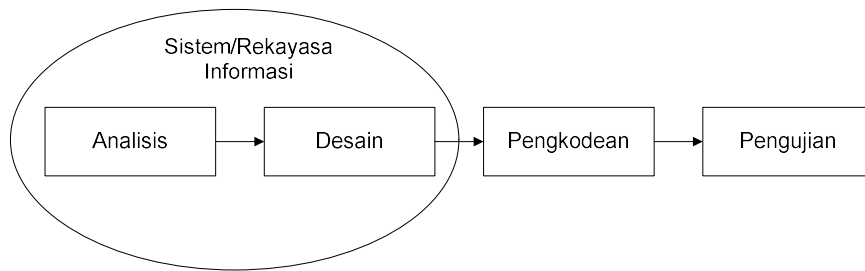 Sistem/Rekayasa
Informasi
Analisis
Desain
Pengkodean
Pengujian